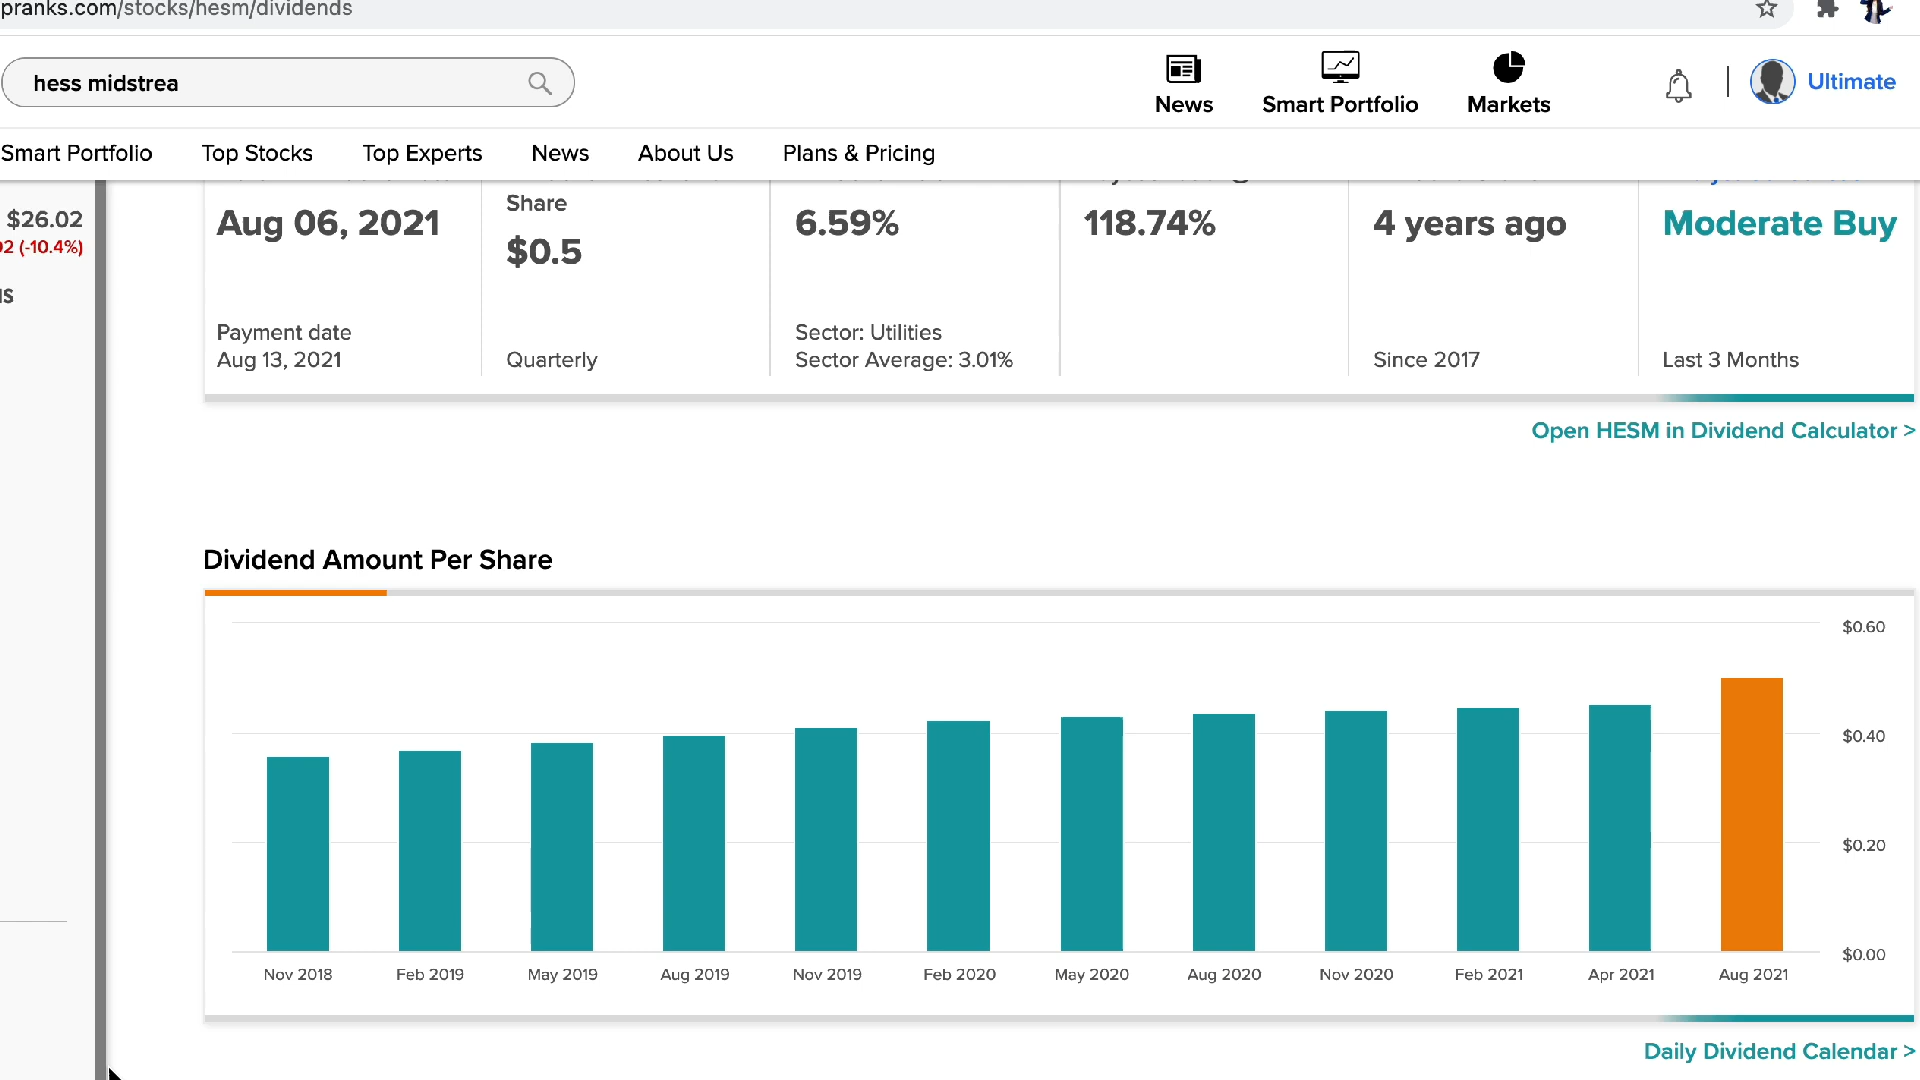 pranks.com/stocks/hesm/dividends
hess midstrea
News
Smart Portfolio
Markets
Ultimate
Smart Portfolio
Top Stocks
Top Experts
News
About Us
Plans & Pricing
$26.02
92 (-10.4%)
Aug 06, 2021
Payment date
Aug 13, 2021
Share
$0.5
Quarterly
6.59%
Sector: Utilities
Sector Average: 3.01%
118.74%
4 years ago
Since 2017
Moderate Buy
Last 3 Months
Open HESM in Dividend Calculator >
Dividend Amount Per Share
$0.60
$0.40
$0.20
$0.00
Nov 2018
Feb 2019
May 2019
Aug 2019
Nov 2019
Feb 2020
May 2020
Aug 2020
Nov 2020
Feb 2021
Apr 2021
Aug 2021
Daily Dividend Calendar >